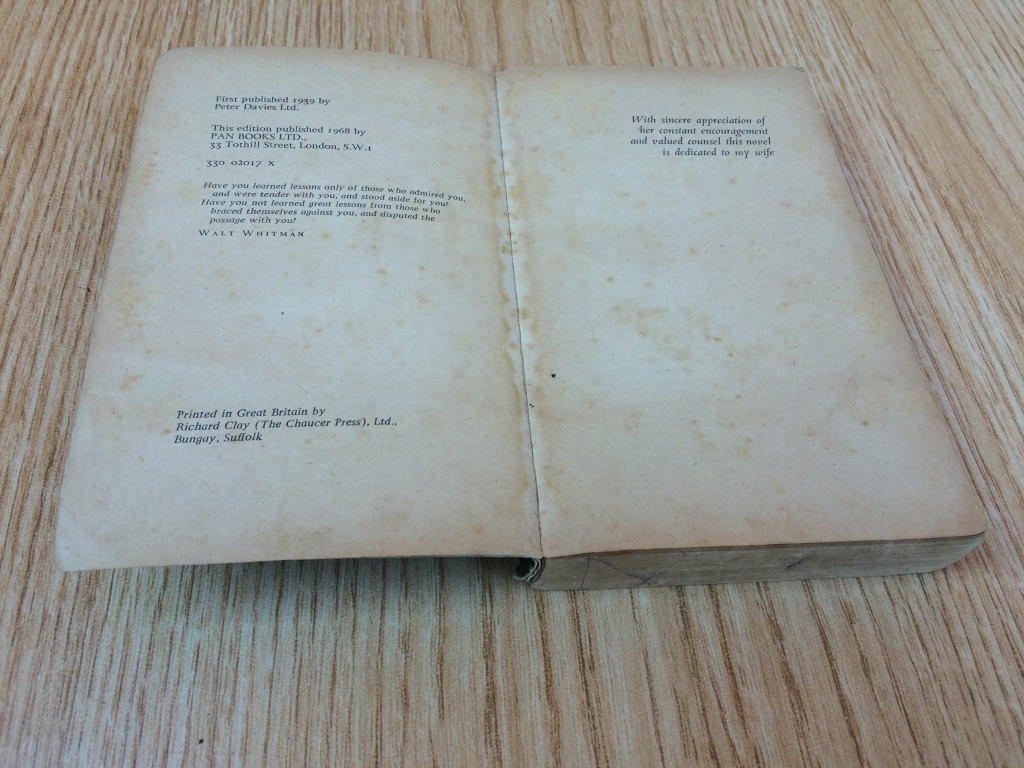 First published 1939 by
Peter Davies Ltd.
This edition published 1968 by
PAN BOOKS LTD.,
33 Tothill Street, London, S.W.1
330 02017 X
Have you learned lessons only of those who admired you,
and were tender with you, and stood aside for you?
Have you not learned great lessons from those who
braced themselves against you, and disputed the
passage with you?
WALT WHITMAN
Printed in Great Britain by
Richard Clay (The Chaucer Press), Ltd.,
Bungay, Suffolk
With sincere appreciation of
her constant encouragement
and valued counsel this novel
is dedicated to my wife